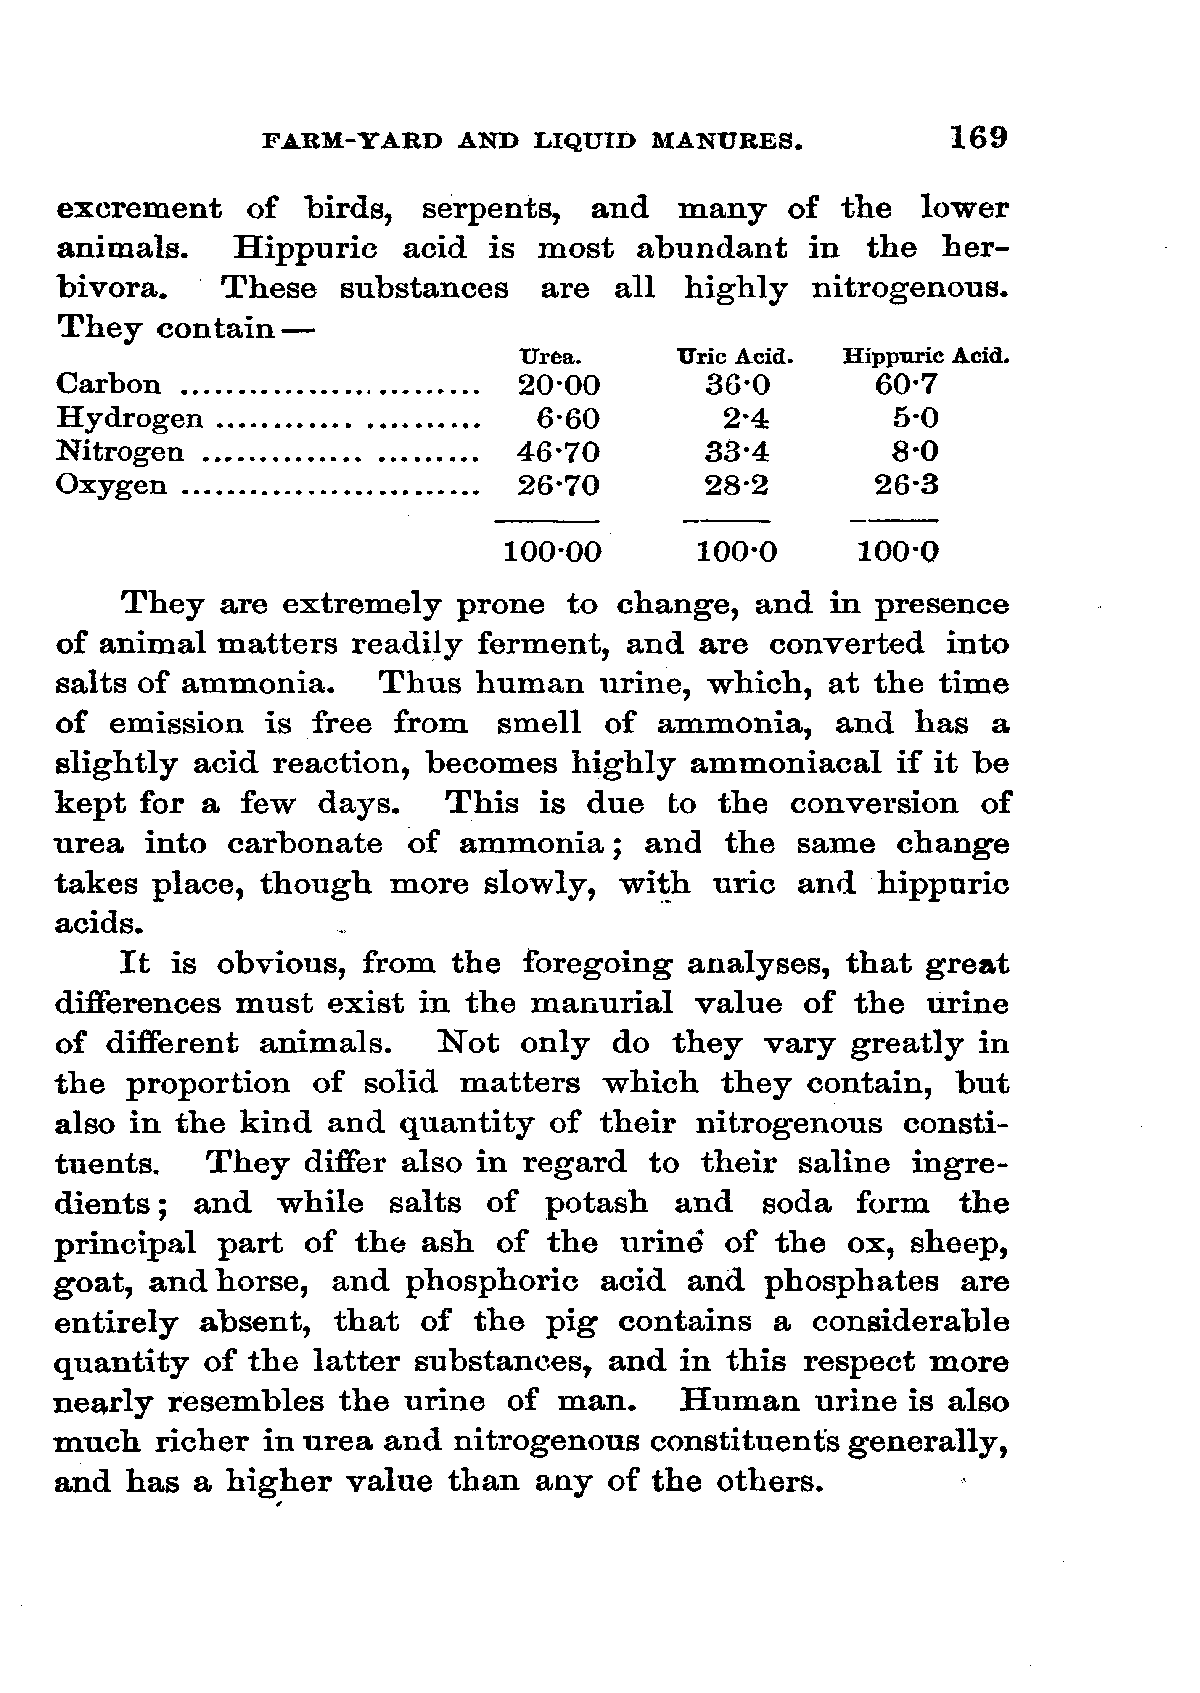 FARM-YARD AND LIQUID MANURES. 169
excrement of birds, serpents, and many of the lower
animals. Hippuric acid is most abundant in the her-
bivora. These substances are all highly nitrogenous.
They contain—
Urea. Uric Acid. Hippuric Acid.
Carbon ........................... 20·00 36·0 60·7
Hydrogen ....................... 6·60 2·4 5·0
Nitrogen ........................ 46·70 33·4 8·0
Oxygen ........................... 26·70 28·2 26·3
100·00 100·0 100·0
They are extremely prone to change, and in presence
of animal matters readily ferment, and are converted into
salts of ammonia. Thus human urine, which, at the time
of emission is free from smell of ammonia, and has a
slightly acid reaction, becomes highly ammoniacal if it be
kept for a few days. This is due to the conversion of
urea into carbonate of ammonia; and the same change
takes place, though more slowly, with uric and hippuric
acids.
It is obvious, from the foregoing analyses, that great
differences must exist in the manurial value of the urine
of different animals. Not only do they vary greatly in
the proportion of solid matters which they contain, but
also in the kind and quantity of their nitrogenous consti-
tuents. They differ also in regard to their saline ingre-
dients; and while salts of potash and soda form the
principal part of the ash of the urine of the ox, sheep,
goat, and horse, and phosphoric acid and phosphates are
entirely absent, that of the pig contains a considerable
quantity of the latter substances, and in this respect more
nearly resembles the urine of man. Human urine is also
much richer in urea and nitrogenous constituents generally,
and has a higher value than any of the others.